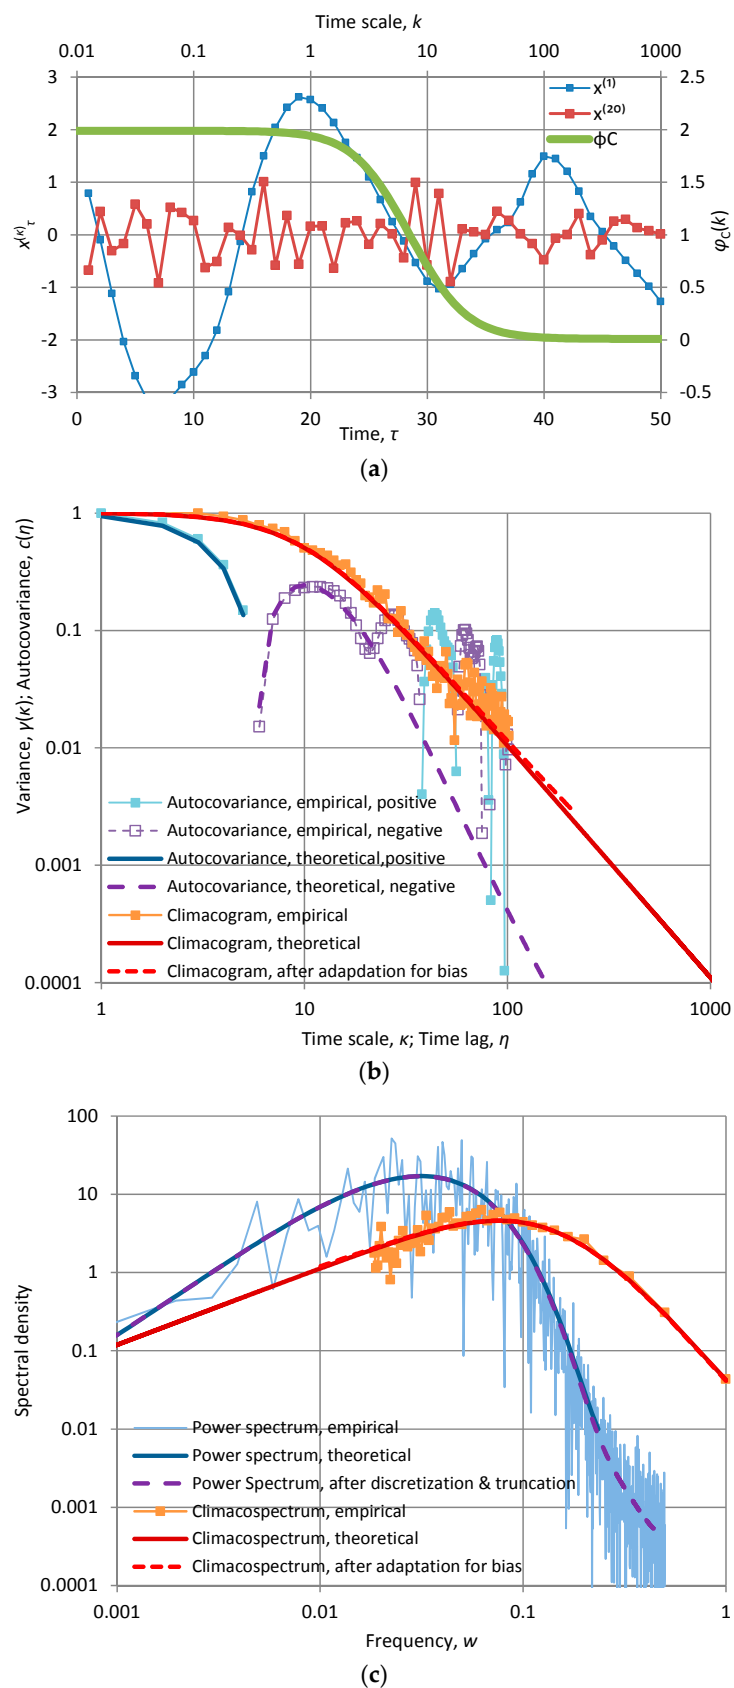 Time scale, k
0.01 0.1 1 10 100 1000
3 2.5
2 2
1 1.5
0 1
-1 0.5
-2 0
-3 -0.5
x⁽¹⁾
x⁽²⁰⁾
ϕC
x⁽ᵏ⁾τ
φC(k)
0 10 20 30 40 50
Time, τ
(a)
Variance, γ(κ); Autocovariance, c(η)
1
0.1
0.01
0.001
0.0001
Autocovariance, empirical, positive
Autocovariance, empirical, negative
Autocovariance, theoretical,positive
Autocovariance, theoretical, negative
Climacogram, empirical
Climacogram, theoretical
Climacogram, after adapdation for bias
1 10 100 1000
Time scale, κ; Time lag, η
(b)
Spectral density
100
10
1
0.1
0.01
0.001
0.0001
Power spectrum, empirical
Power spectrum, theoretical
Power Spectrum, after discretization & truncation
Climacospectrum, empirical
Climacospectrum, theoretical
Climacospectrum, after adaptation for bias
0.001 0.01 0.1 1
Frequency, w
(c)